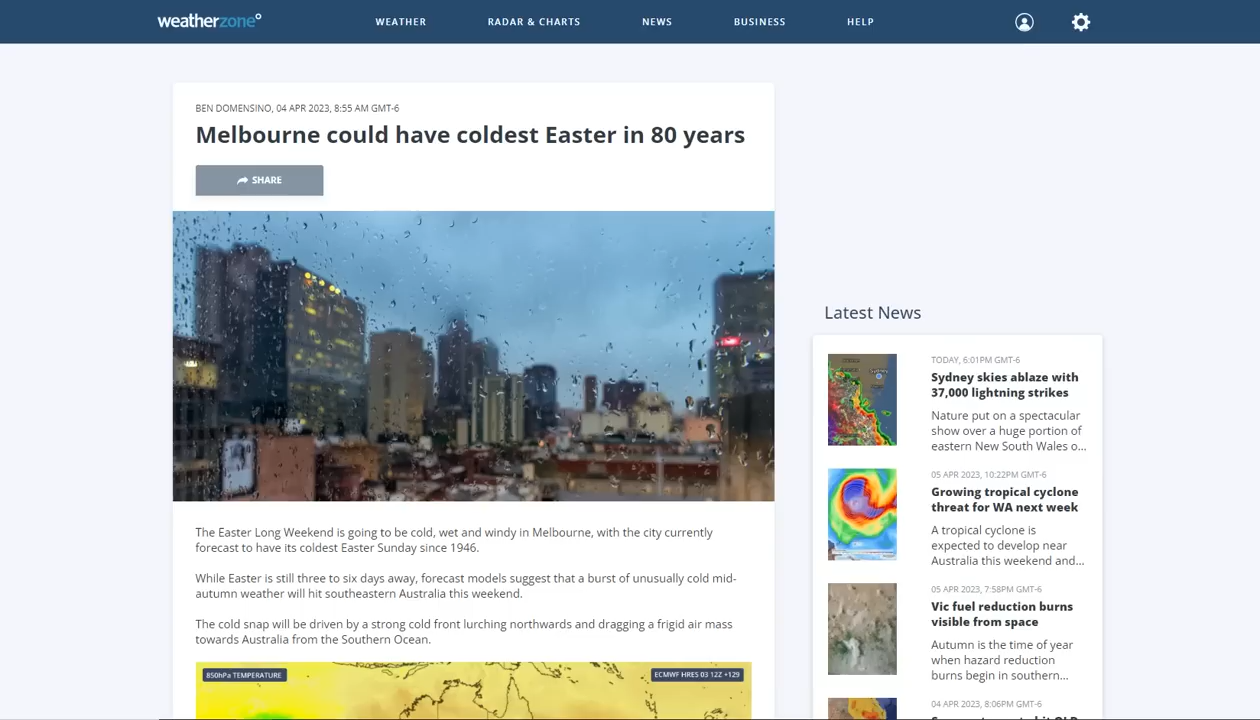 weatherzone°
WEATHER
RADAR & CHARTS
NEWS
BUSINESS
HELP
BEN DOMENSINO, 04 APR 2023, 8:55 AM GMT-6
Melbourne could have coldest Easter in 80 years
SHARE
The Easter Long Weekend is going to be cold, wet and windy in Melbourne, with the city currently
forecast to have its coldest Easter Sunday since 1946.
While Easter is still three to six days away, forecast models suggest that a burst of unusually cold mid-
autumn weather will hit southeastern Australia this weekend.
The cold snap will be driven by a strong cold front lurching northwards and dragging a frigid air mass
towards Australia from the Southern Ocean.
850hPa TEMPERATURE
ECMWF HRES 03 12Z +129
Latest News
TODAY, 6:01PM GMT-6
Sydney skies ablaze with
37,000 lightning strikes
Nature put on a spectacular
show over a huge portion of
eastern New South Wales o...
05 APR 2023, 10:22PM GMT-6
Growing tropical cyclone
threat for WA next week
A tropical cyclone is
expected to develop near
Australia this weekend and...
05 APR 2023, 7:58PM GMT-6
Vic fuel reduction burns
visible from space
Autumn is the time of year
when hazard reduction
burns begin in southern...
04 APR 2023, 8:06PM GMT-6